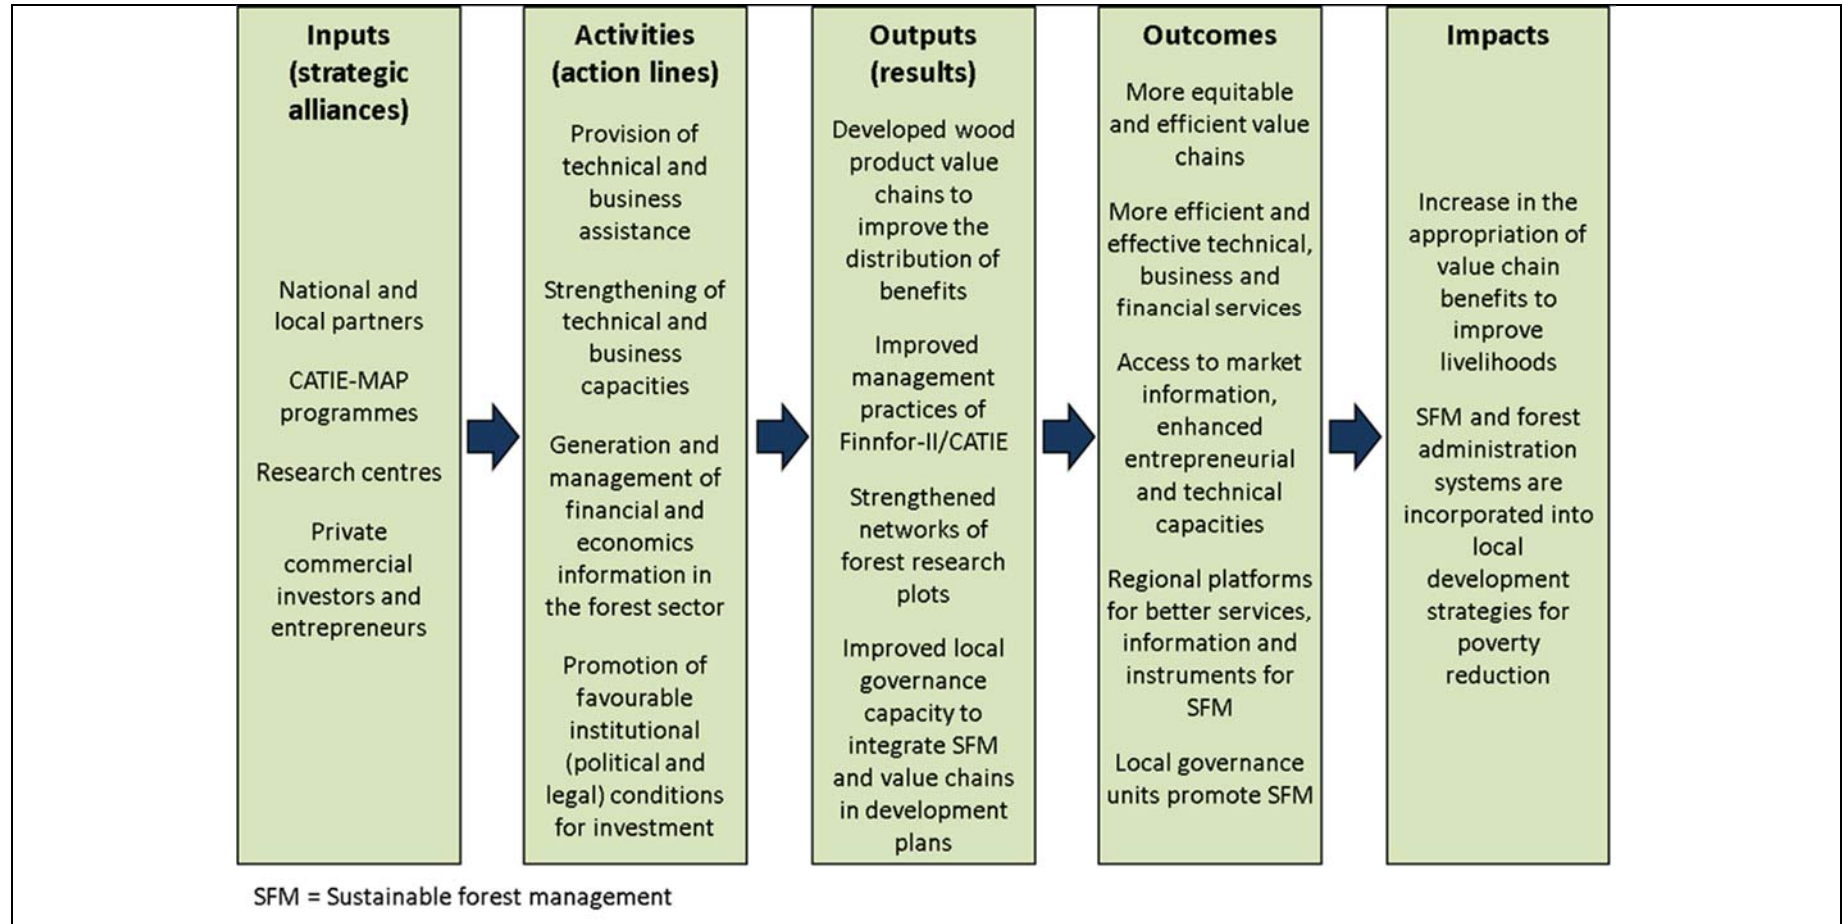 Inputs
(strategic
alliances)
National and
local partners
CATIE-MAP
programmes
Research centres
Private
commercial
investors and
entrepreneurs
Activities
(action lines)
Provision of
technical and
business
assistance
Strengthening of
technical and
business
capacities
Generation and
management of
financial and
economics
information in
the forest sector
Promotion of
favourable
institutional
(political and
legal) conditions
for investment
Outputs
(results)
Developed wood
product value
chains to
improve the
distribution of
benefits
Improved
management
practices of
Finnfor-II/CATIE
Strengthened
networks of
forest research
plots
Improved local
governance
capacity to
integrate SFM
and value chains
in development
plans
Outcomes
More equitable
and efficient value
chains
More efficient and
effective technical,
business and
financial services
Access to market
information,
enhanced
entrepreneurial
and technical
capacities
Regional platforms
for better services,
information and
instruments for
SFM
Local governance
units promote SFM
Impacts
Increase in the
appropriation of
value chain
benefits to
improve
livelihoods
SFM and forest
administration
systems are
incorporated into
local
development
strategies for
poverty
reduction
SFM = Sustainable forest management